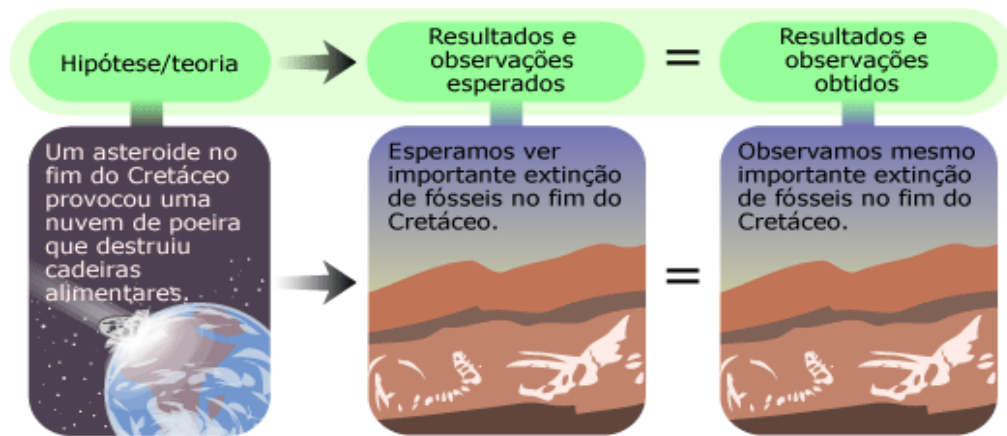 Hipótese/teoria
Resultados e
observações
esperados
=
Resultados e
observações
obtidos
Um asteroide no
fim do Cretáceo
provocou uma
nuvem de poeira
que destruiu
cadeiras
alimentares.
Esperamos ver
importante extinção
de fósseis no fim do
Cretáceo.
=
Observamos mesmo
importante extinção
de fósseis no fim do
Cretáceo.